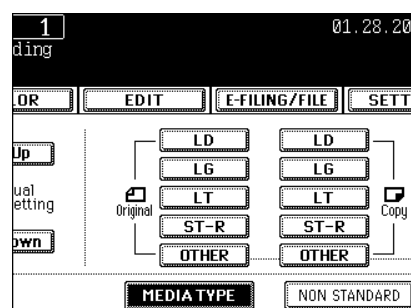 1 01.28.20
ding
OR EDIT E-FILING/FILE SETT
LD LD
Up LG LG
ual
etting Original LT LT Copy
ST-R ST-R
own OTHER OTHER
MEDIA TYPE NON STANDARD